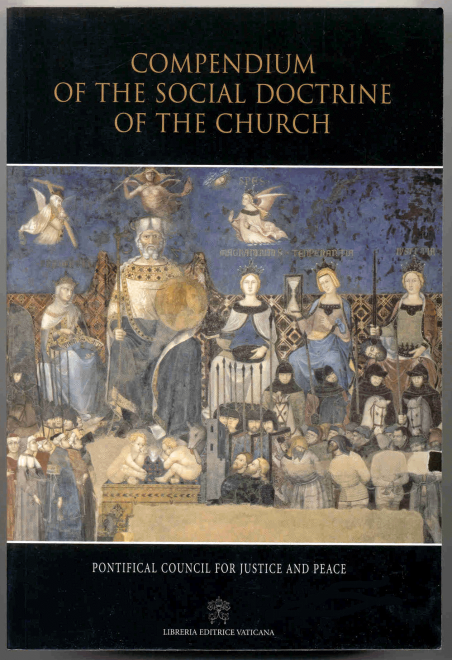 COMPENDIUM
OF THE SOCIAL DOCTRINE
OF THE CHURCH
PONTIFICAL COUNCIL FOR JUSTICE AND PEACE
LIBRERIA EDITRICE VATICANA